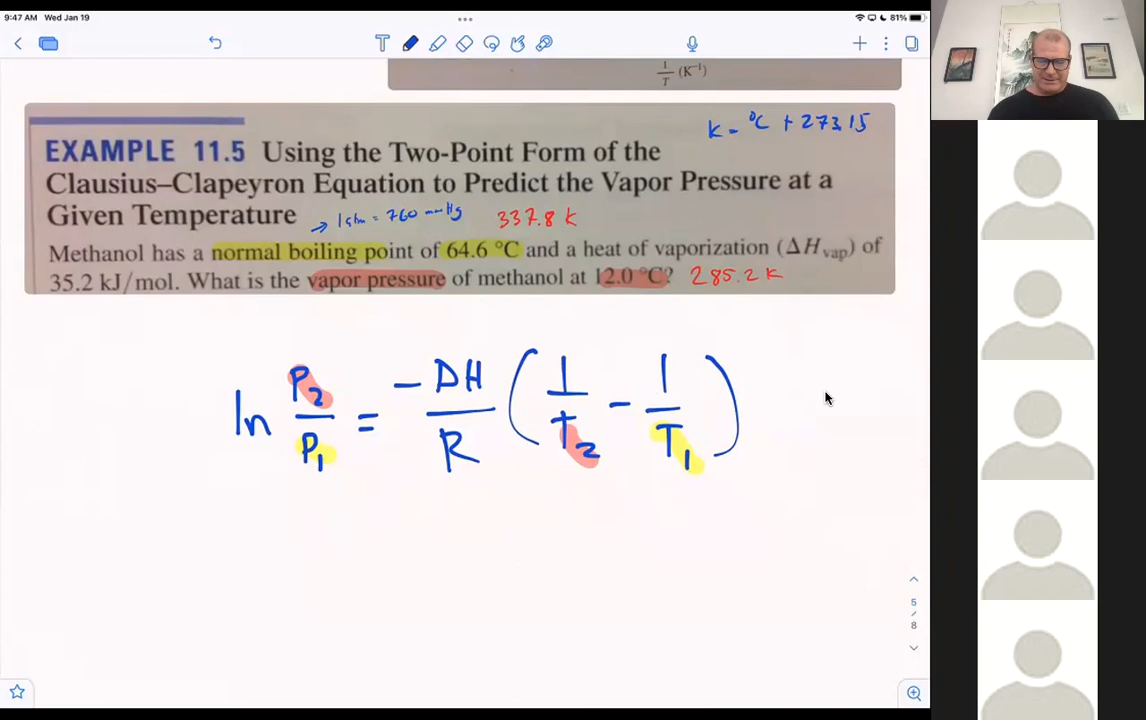 9:47 AM Wed Jan 19
81%
1/T (K⁻¹)
K = °C + 273.15
EXAMPLE 11.5 Using the Two-Point Form of the
Clausius–Clapeyron Equation to Predict the Vapor Pressure at a
Given Temperature
→ 1 atm = 760 mmHg 337.8 K
Methanol has a normal boiling point of 64.6 °C and a heat of vaporization (ΔHvap) of
35.2 kJ/mol. What is the vapor pressure of methanol at 12.0 °C? 285.2 K
ln P₂/P₁ = -DH/R (1/t₂ - 1/T₁)
5
/
8